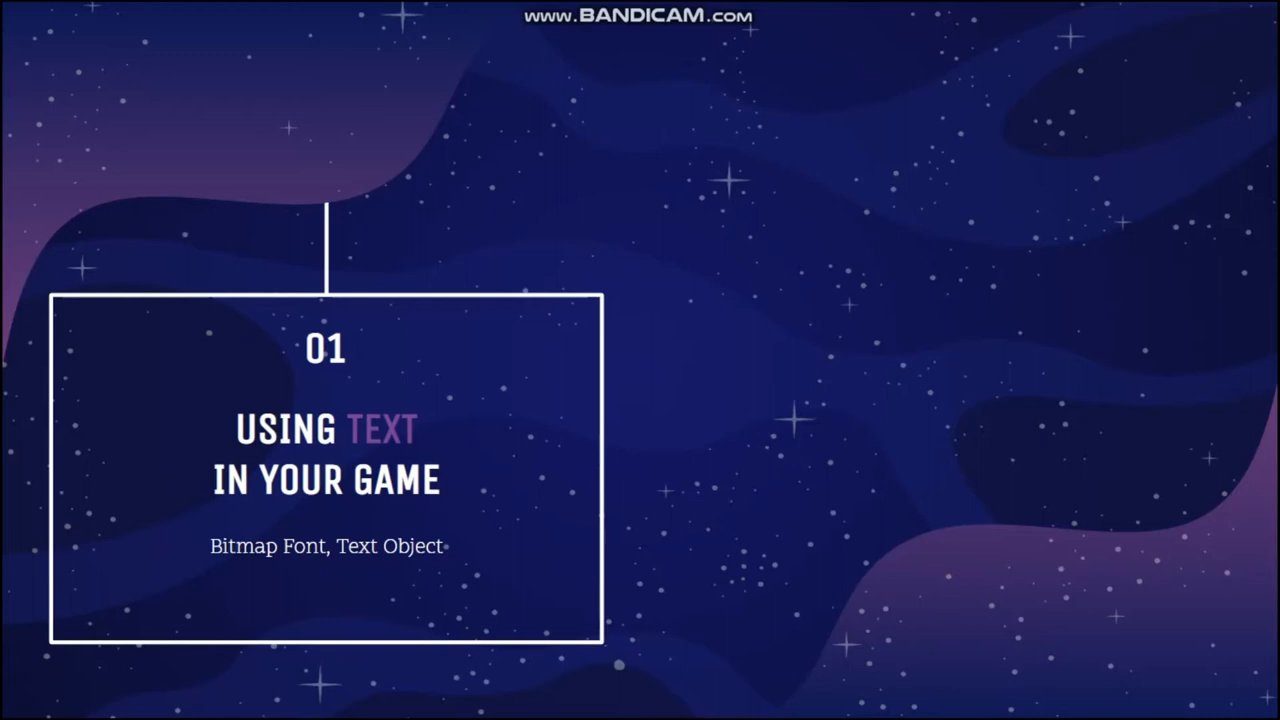 www.BANDICAM.com
01
USING TEXT
IN YOUR GAME
Bitmap Font, Text Object